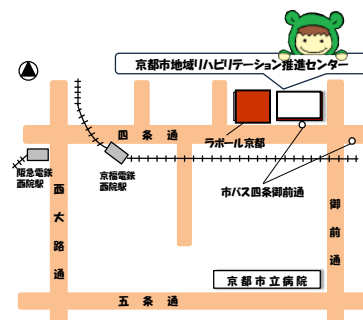 京都市地域リハビリテーション推進センター
四条通
ラボール京都
阪急電鉄
西院駅
京福電鉄
西院駅
市バス四条御前通
西大路通
御前通
京都市立病院
五条通